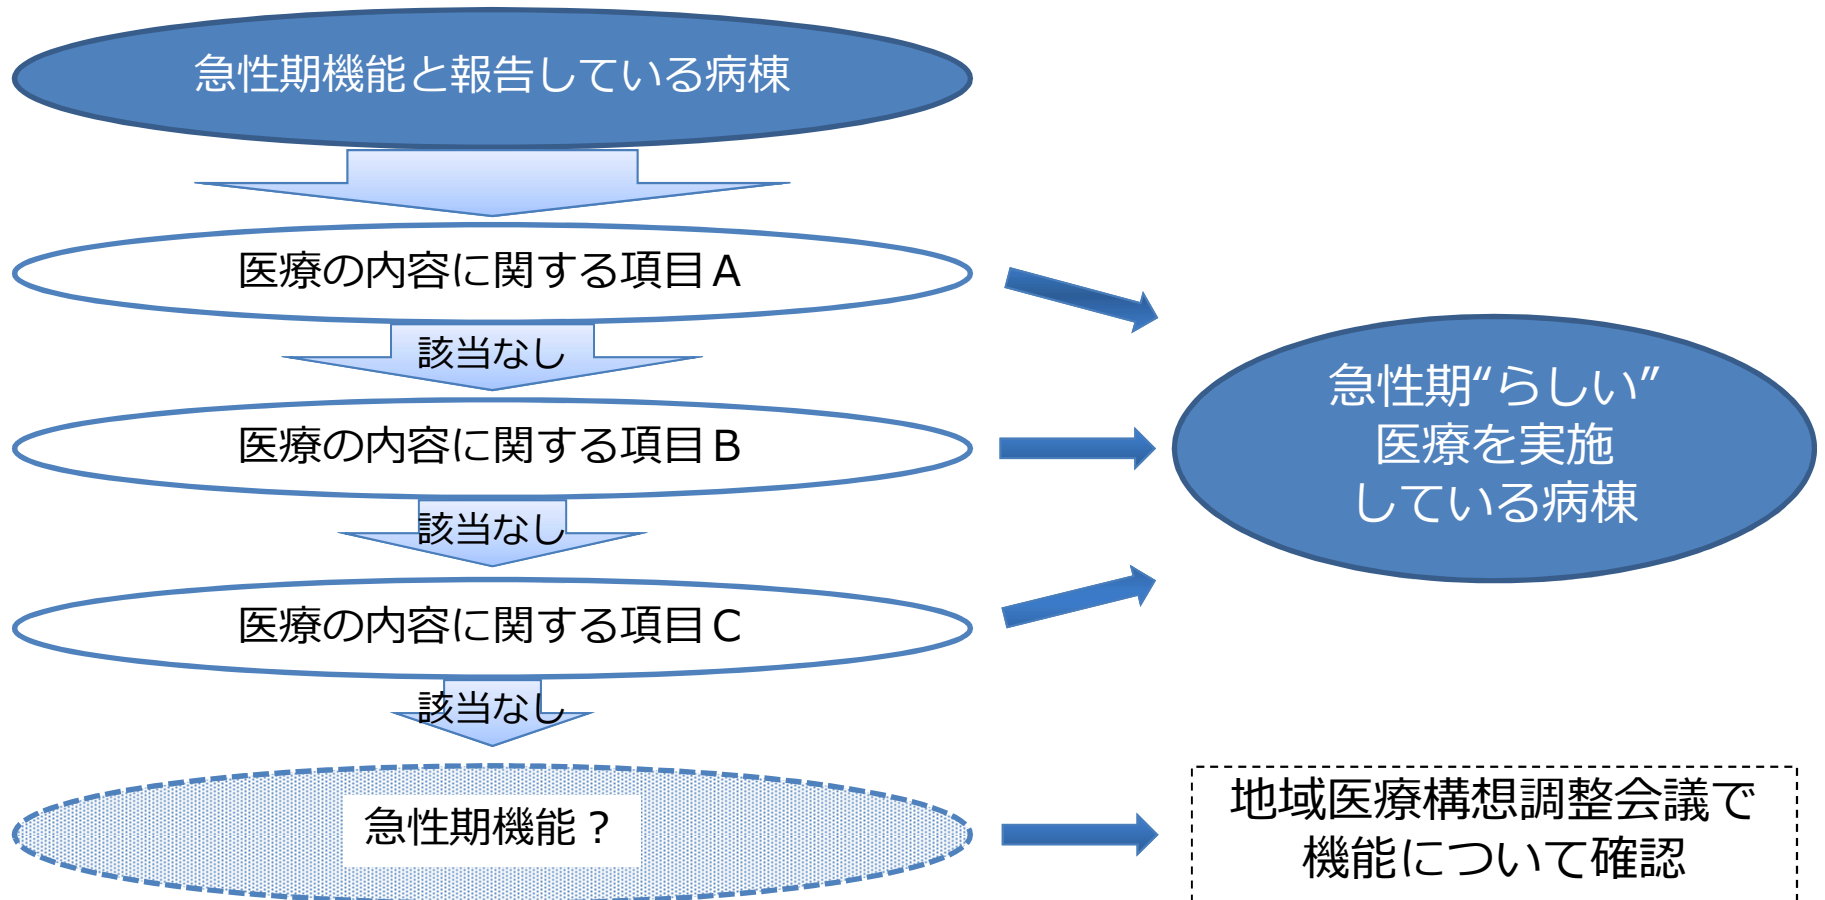 急性期機能と報告している病棟
医療の内容に関する項目A
該当なし
医療の内容に関する項目B
該当なし
医療の内容に関する項目C
該当なし
急性期機能？
急性期“らしい”
医療を実施
している病棟
地域医療構想調整会議で
機能について確認